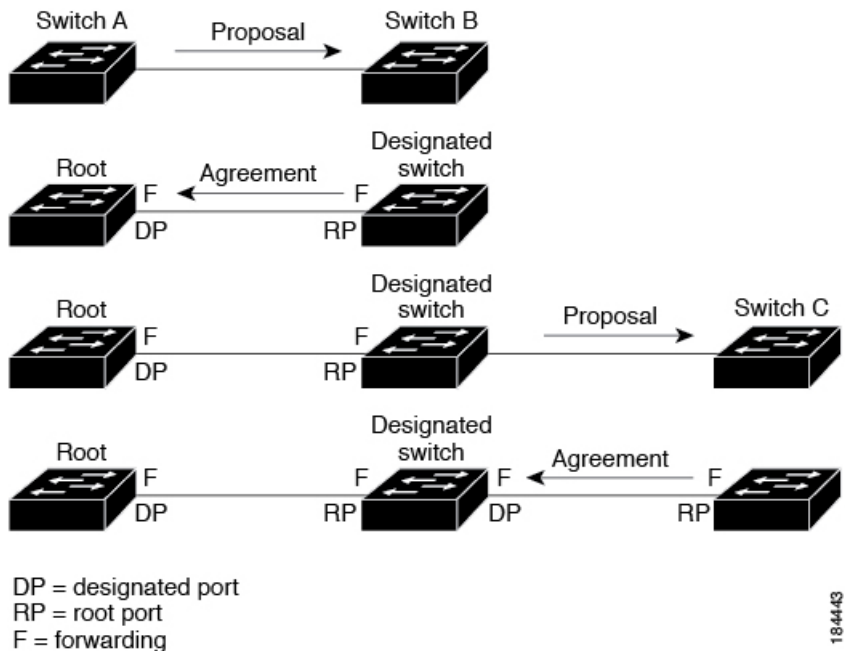 Switch A
Proposal
Switch B
Root
F
Agreement
F
Designated
switch
DP
RP
Root
F
F
Designated
switch
Proposal
Switch C
DP
RP
Root
F
F
Designated
switch
F
Agreement
F
DP
RP
DP
RP
DP = designated port
RP = root port
F = forwarding
184443